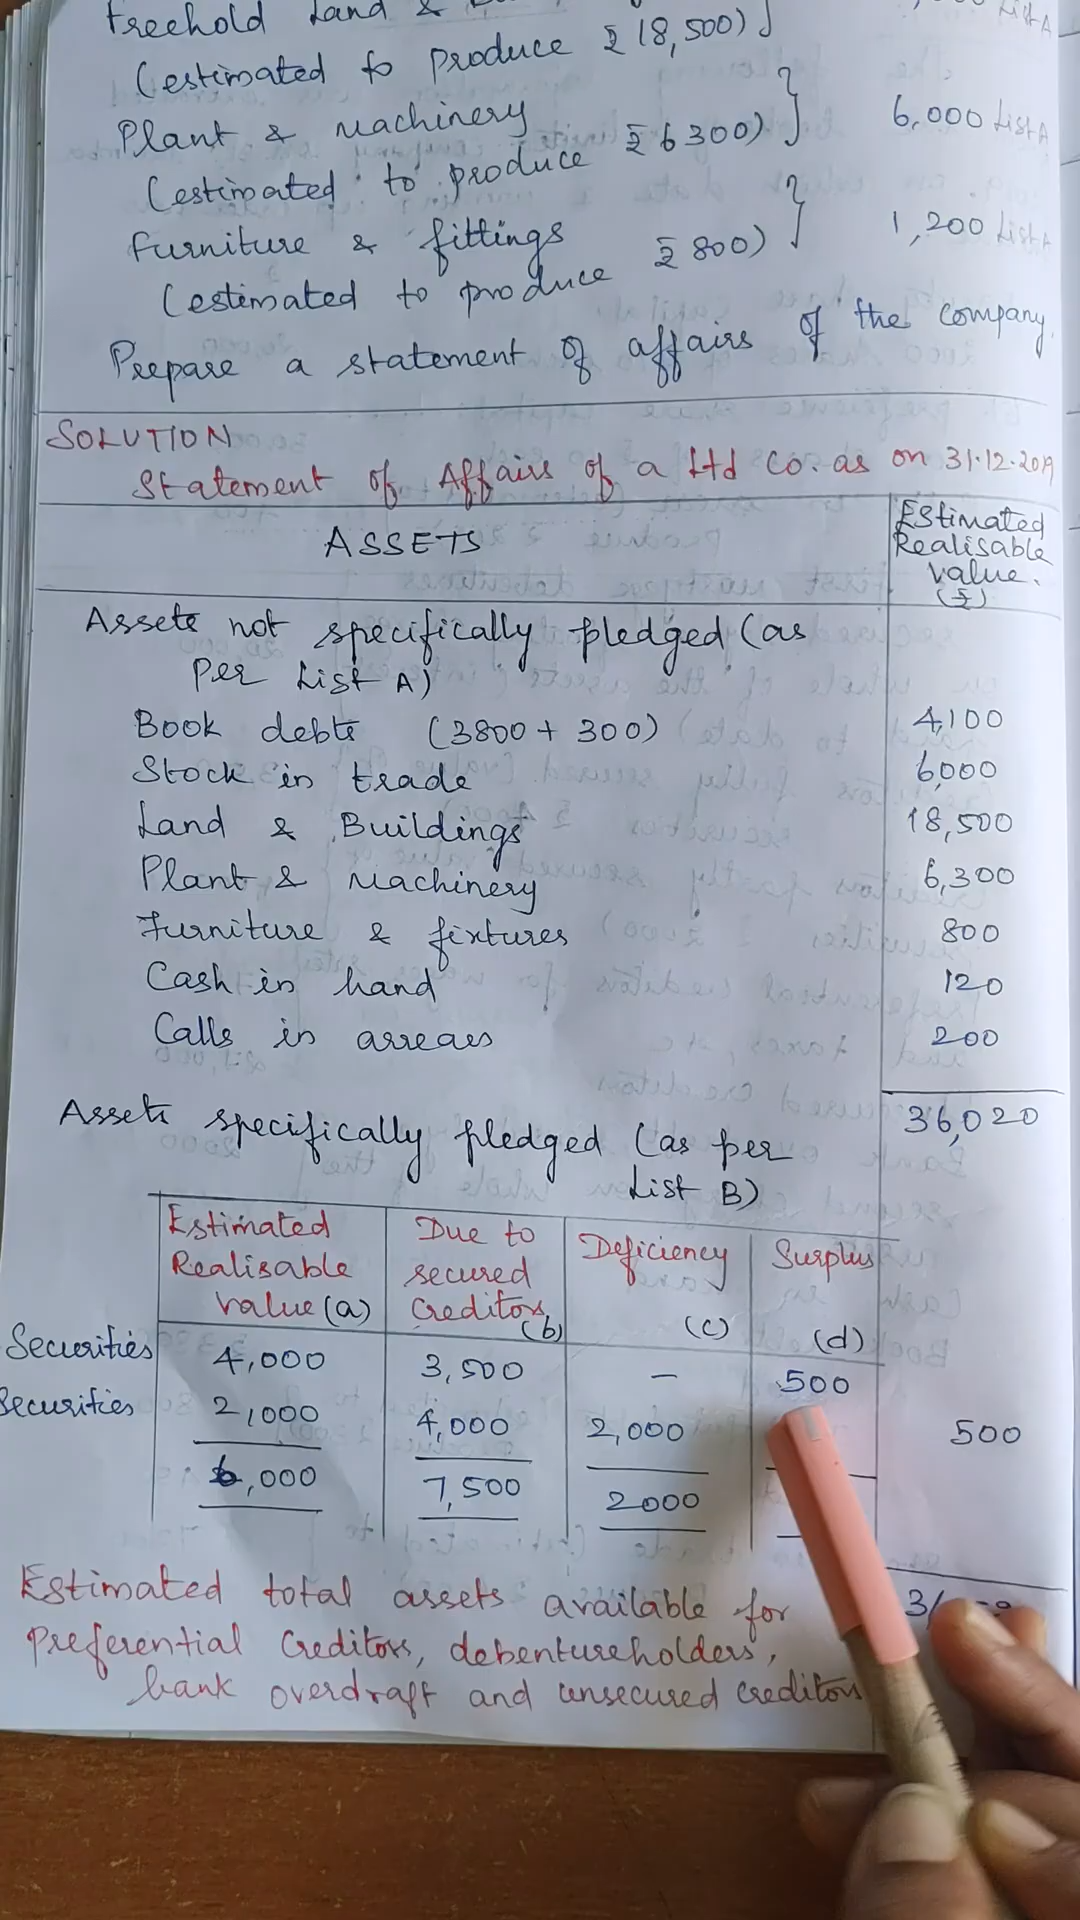 Freehold Land &
(estimated to produce ₹ 18,500)
List A
Plant & Machinery
(estimated to produce ₹ 6300) 6,000 List A
Furniture & fittings
(estimated to produce ₹ 800) 1,200 List A
Prepare a statement of affairs of the company.
SOLUTION
Statement of Affairs of a Ltd Co. as on 31.12.2019
ASSETS
Estimated
Realisable
value.
(₹)
Assets not specifically pledged (as
Per List A)
Book debts (3800 + 300) 4,100
Stock in trade 6,000
Land & Buildings 18,500
Plant & Machinery 6,300
Furniture & fixtures 800
Cash in hand 120
Calls in arrears 200
36,020
Assets specifically pledged (as per
List B)
Estimated
Realisable
value (a)
Due to
secured
Creditors
(b)
Deficiency
(c)
Surplus
(d)
Securities 4,000 3,500 – 500
Securities 2,000 4,000 2,000 500
6,000 7,500 2000
Estimated total assets available for
preferential creditors, debentureholders,
bank overdraft and unsecured creditors